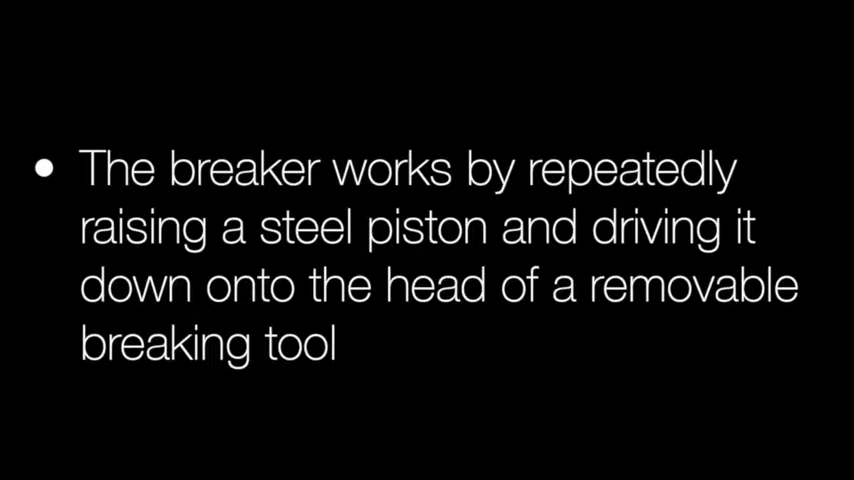 • The breaker works by repeatedly
raising a steel piston and driving it
down onto the head of a removable
breaking tool